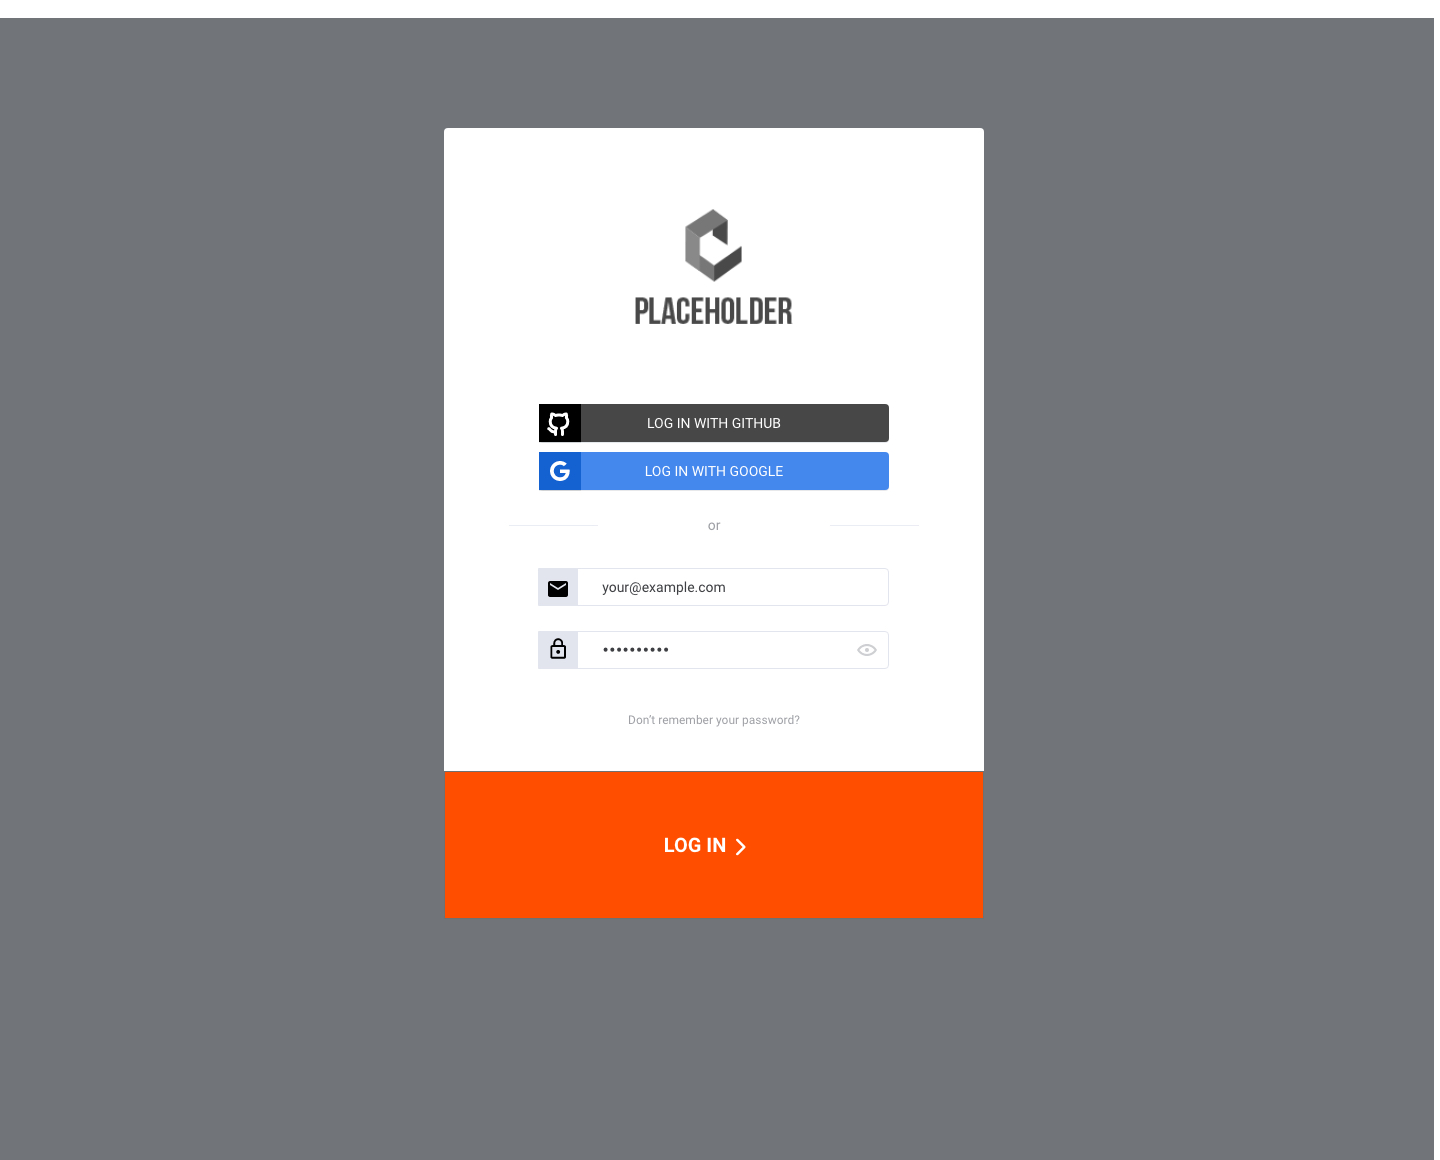 PLACEHOLDER
LOG IN WITH GITHUB
LOG IN WITH GOOGLE
or
your@example.com
••••••••••
Don't remember your password?
LOG IN